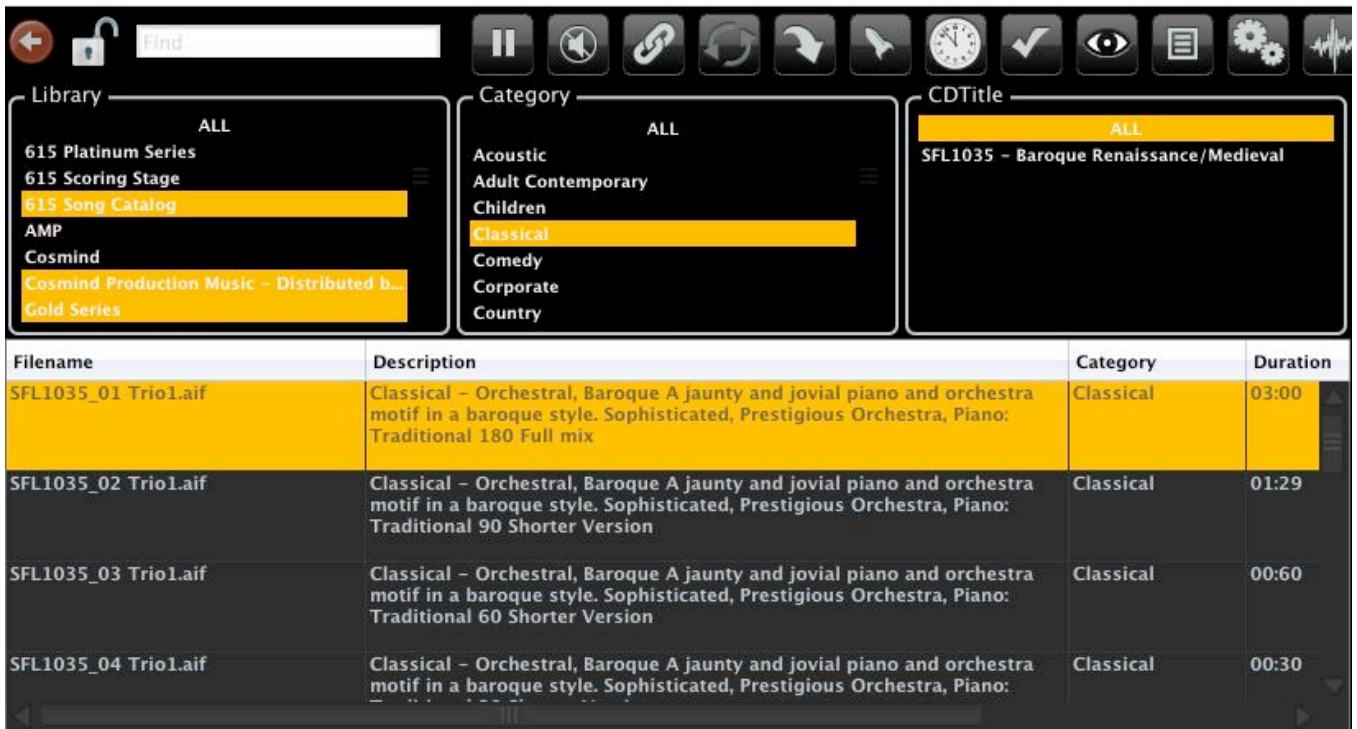 Find
Library
ALL
615 Platinum Series
615 Scoring Stage
615 Song Catalog
AMP
Cosmind
Cosmind Production Music – Distributed b...
Gold Series
Category
ALL
Acoustic
Adult Contemporary
Children
Classical
Comedy
Corporate
Country
CDTitle
ALL
SFL1035 – Baroque Renaissance/Medieval
Filename Description Category Duration
SFL1035_01 Trio1.aif Classical – Orchestral, Baroque A jaunty and jovial piano and orchestra Classical 03:00
motif in a baroque style. Sophisticated, Prestigious Orchestra, Piano:
Traditional 180 Full mix
SFL1035_02 Trio1.aif Classical – Orchestral, Baroque A jaunty and jovial piano and orchestra Classical 01:29
motif in a baroque style. Sophisticated, Prestigious Orchestra, Piano:
Traditional 90 Shorter Version
SFL1035_03 Trio1.aif Classical – Orchestral, Baroque A jaunty and jovial piano and orchestra Classical 00:60
motif in a baroque style. Sophisticated, Prestigious Orchestra, Piano:
Traditional 60 Shorter Version
SFL1035_04 Trio1.aif Classical – Orchestral, Baroque A jaunty and jovial piano and orchestra Classical 00:30
motif in a baroque style. Sophisticated, Prestigious Orchestra, Piano: